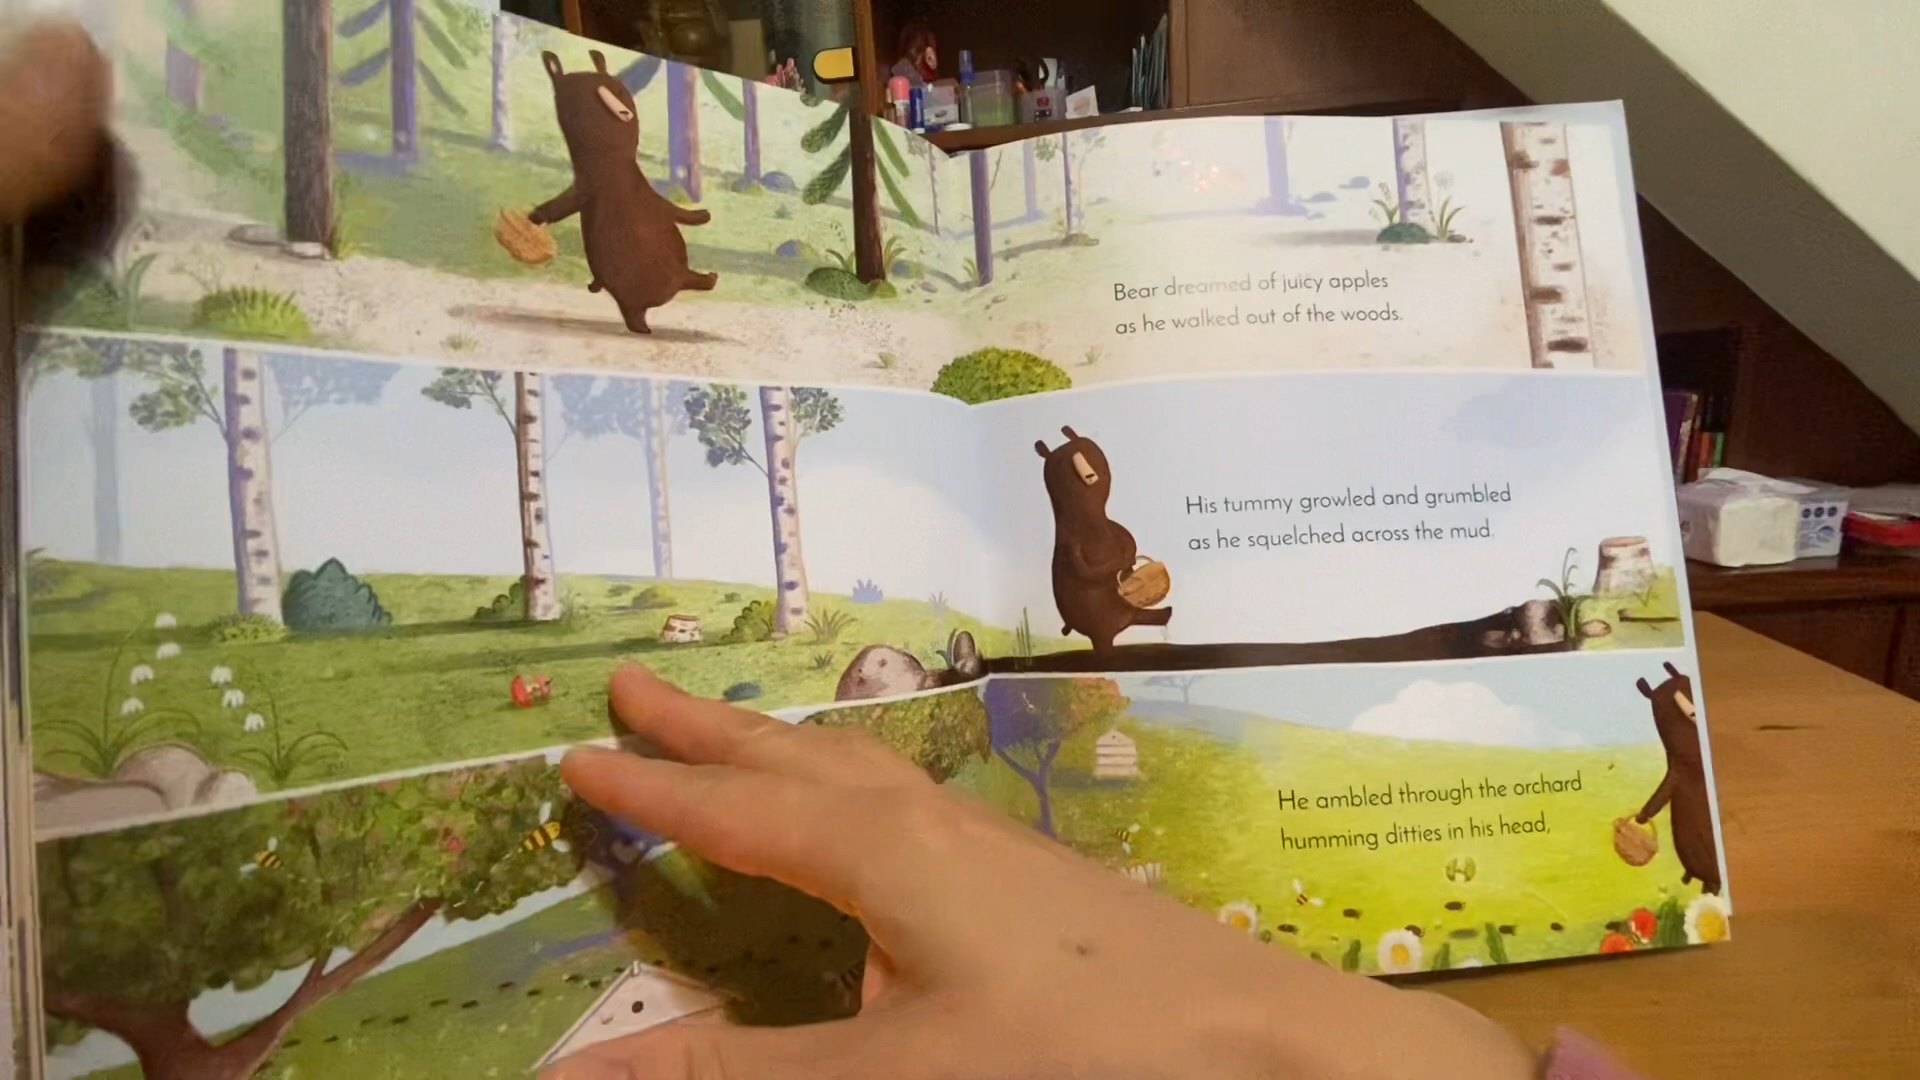 Bear dreamed of juicy apples
as he walked out of the woods.
His tummy growled and grumbled
as he squelched across the mud.
He ambled through the orchard
humming ditties in his head,